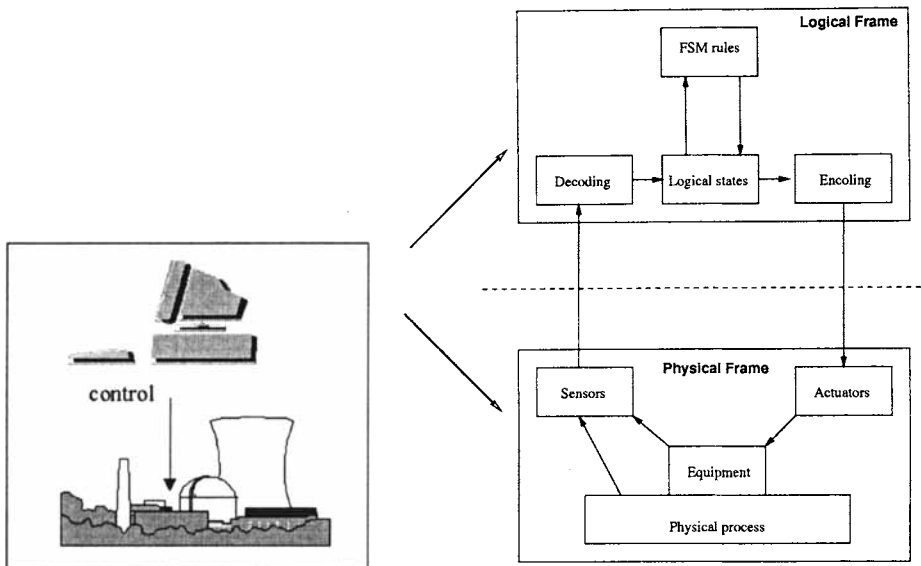 Logical Frame
FSM rules
Decoding
Logical states
Encoling
control
Physical Frame
Sensors
Actuators
Equipment
Physical process